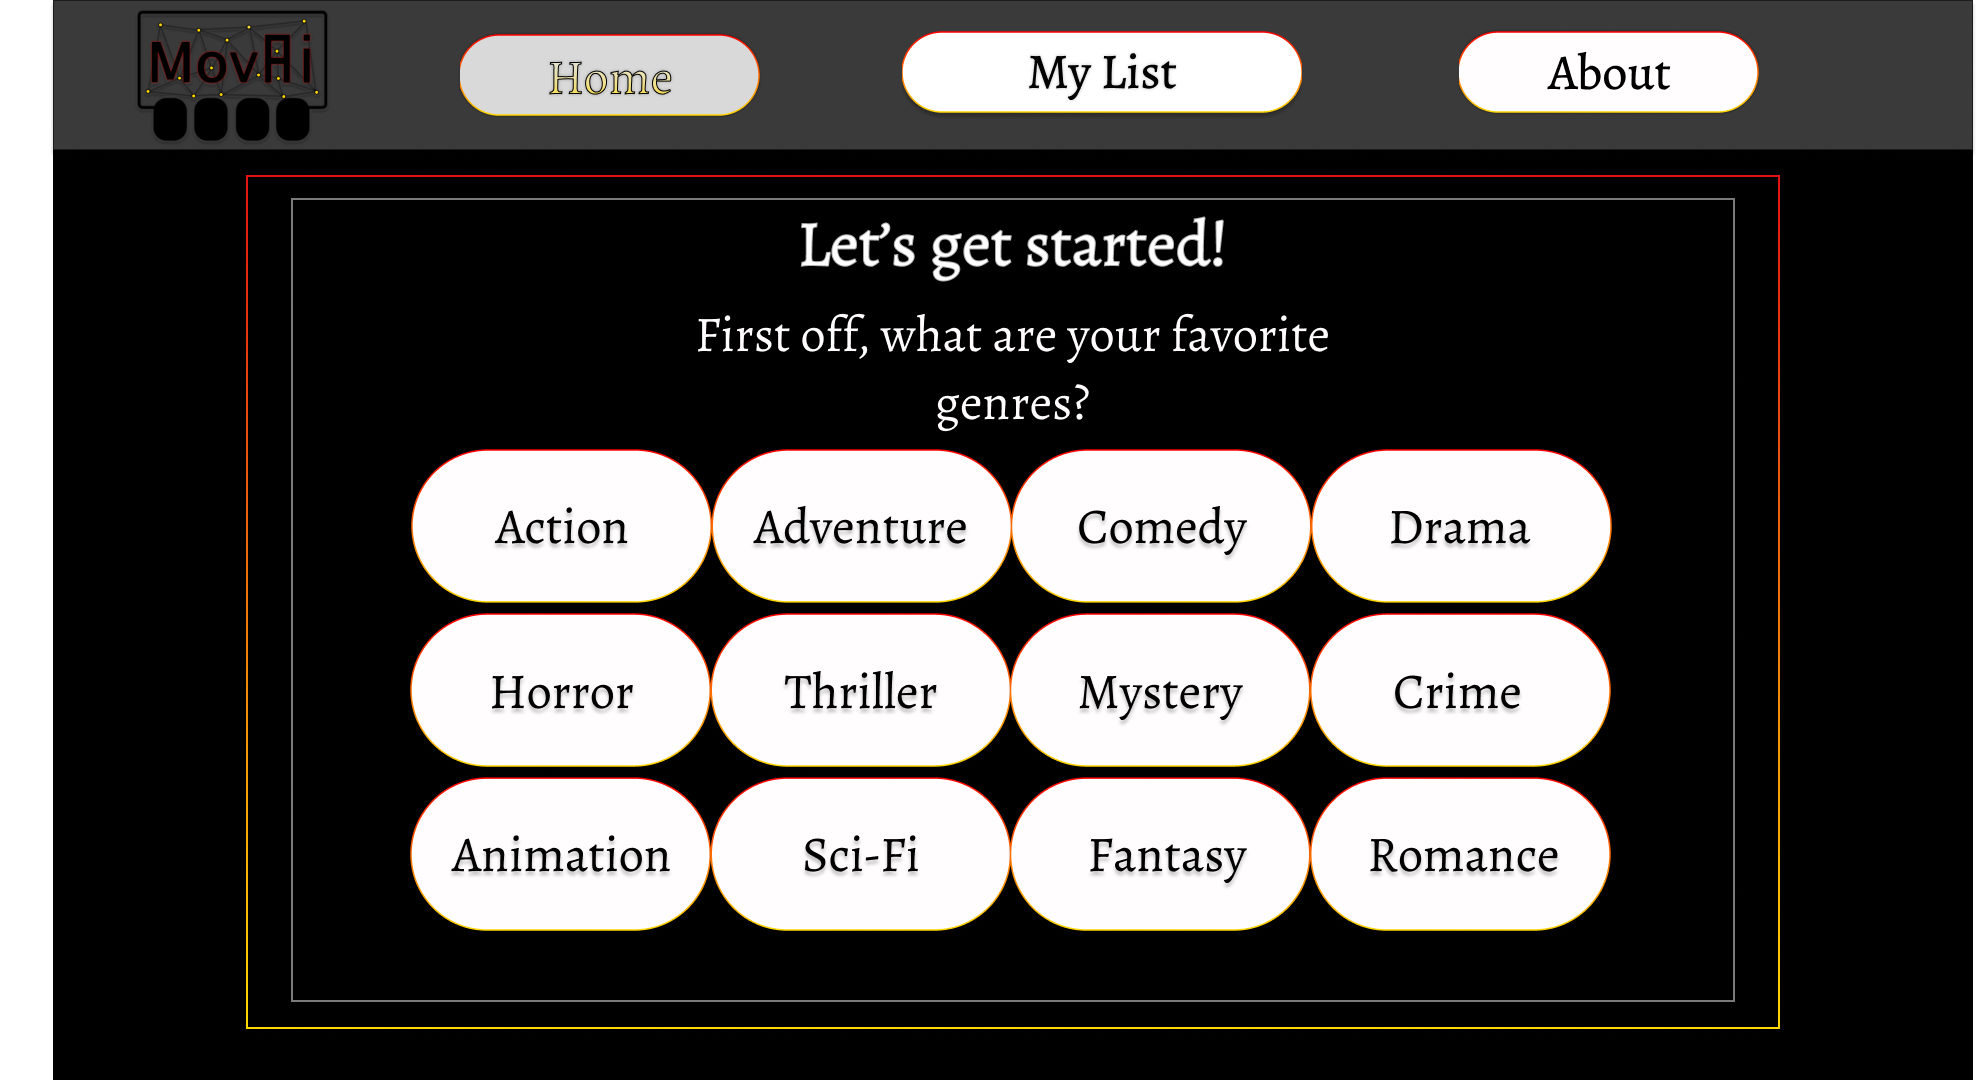 MovAi
Home
My List
About
Let’s get started!
First off, what are your favorite
genres?
Action
Adventure
Comedy
Drama
Horror
Thriller
Mystery
Crime
Animation
Sci-Fi
Fantasy
Romance